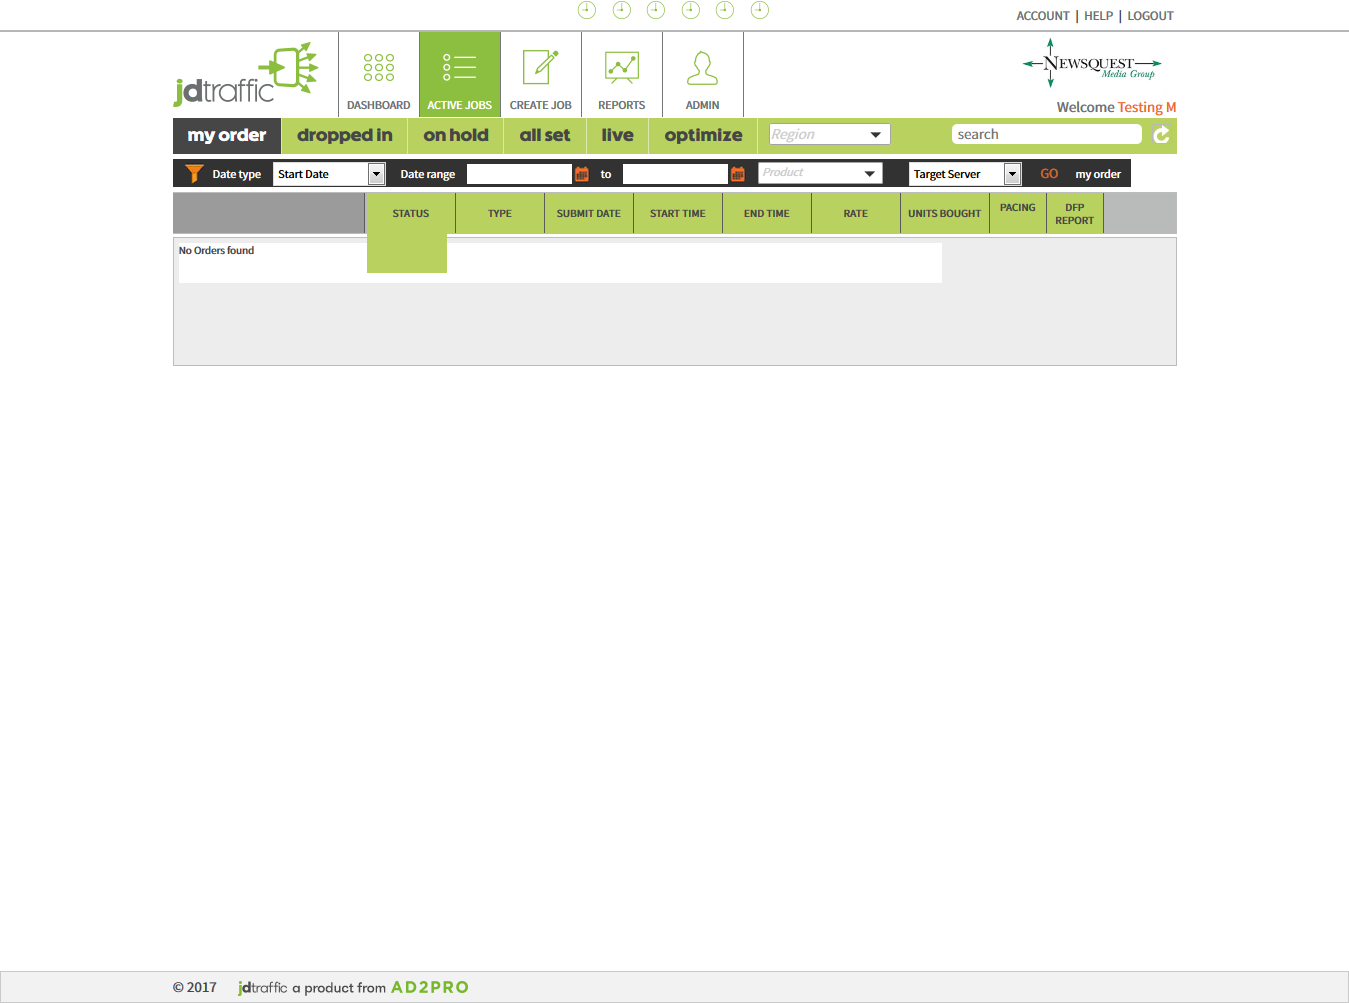 ACCOUNT | HELP | LOGOUT
jdtraffic
DASHBOARD
ACTIVE JOBS
CREATE JOB
REPORTS
ADMIN
NEWSQUEST
Media Group
Welcome Testing M
my order
dropped in
on hold
all set
live
optimize
Region
search
Date type
Start Date
Date range
to
Product
Target Server
GO
my order
STATUS
TYPE
SUBMIT DATE
START TIME
END TIME
RATE
UNITS BOUGHT
PACING
DFP
REPORT
No Orders found
© 2017 jdtraffic a product from AD2PRO